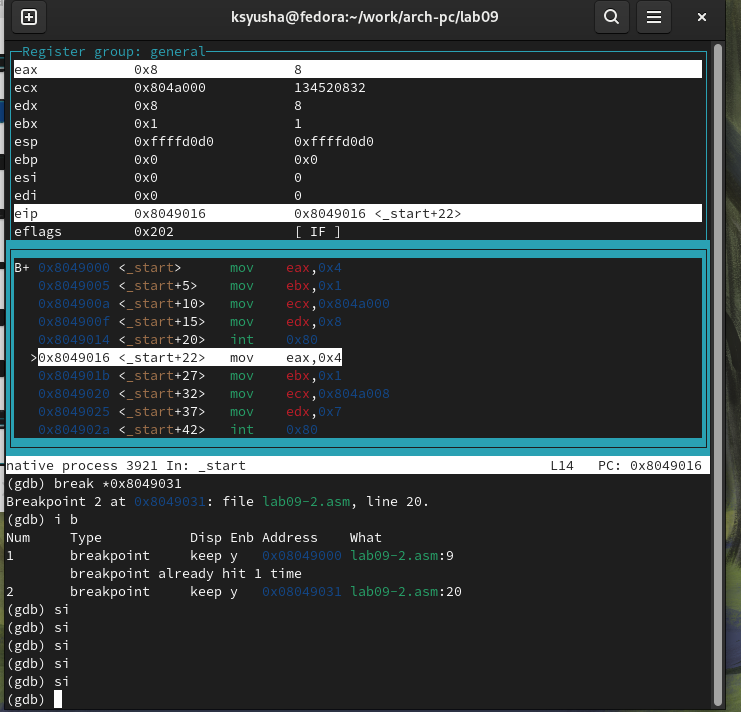 ksyusha@fedora:~/work/arch-pc/lab09
Register group: general
eax 0x8 8
ecx 0x804a000 134520832
edx 0x8 8
ebx 0x1 1
esp 0xffffd0d0 0xffffd0d0
ebp 0x0 0x0
esi 0x0 0
edi 0x0 0
eip 0x8049016 0x8049016 <_start+22>
eflags 0x202 [ IF ]
B+ 0x8049000 <_start> mov eax,0x4
0x8049005 <_start+5> mov ebx,0x1
0x804900a <_start+10> mov ecx,0x804a000
0x804900f <_start+15> mov edx,0x8
0x8049014 <_start+20> int 0x80
>0x8049016 <_start+22> mov eax,0x4
0x804901b <_start+27> mov ebx,0x1
0x8049020 <_start+32> mov ecx,0x804a008
0x8049025 <_start+37> mov edx,0x7
0x804902a <_start+42> int 0x80
native process 3921 In: _start L14 PC: 0x8049016
(gdb) break *0x8049031
Breakpoint 2 at 0x8049031: file lab09-2.asm, line 20.
(gdb) i b
Num Type Disp Enb Address What
1 breakpoint keep y 0x08049000 lab09-2.asm:9
breakpoint already hit 1 time
2 breakpoint keep y 0x08049031 lab09-2.asm:20
(gdb) si
(gdb) si
(gdb) si
(gdb) si
(gdb) si
(gdb)